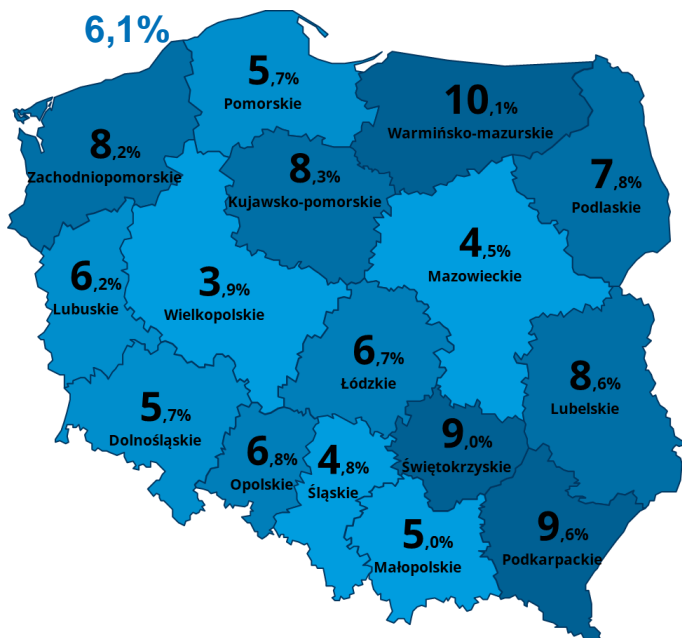 6,1%
5,7%
Pomorskie
10,1%
Warmińsko-mazurskie
8,2%
Zachodniopomorskie
8,3%
Kujawsko-pomorskie
7,8%
Podlaskie
4,5%
Mazowieckie
6,2%
Lubuskie
3,9%
Wielkopolskie
6,7%
Łódzkie
8,6%
Lubelskie
5,7%
Dolnośląskie
6,8%
Opolskie
4,8%
Śląskie
9,0%
Świętokrzyskie
5,0%
Małopolskie
9,6%
Podkarpackie